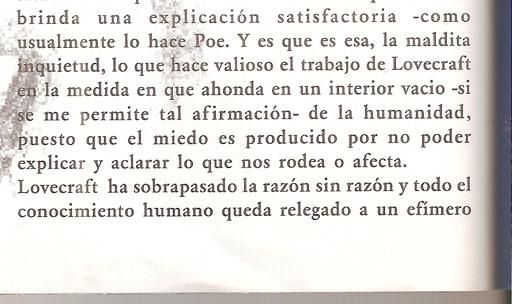 brinda una explicación satisfactoria -como
usualmente lo hace Poe. Y es que es esa, la maldita
inquietud, lo que hace valioso el trabajo de Lovecraft
en la medida en que ahonda en un interior vacio -si
se me permite tal afirmación- de la humanidad,
puesto que el miedo es producido por no poder
explicar y aclarar lo que nos rodea o afecta.
Lovecraft ha sobrapasado la razón sin razón y todo el
conocimiento humano queda relegado a un efímero